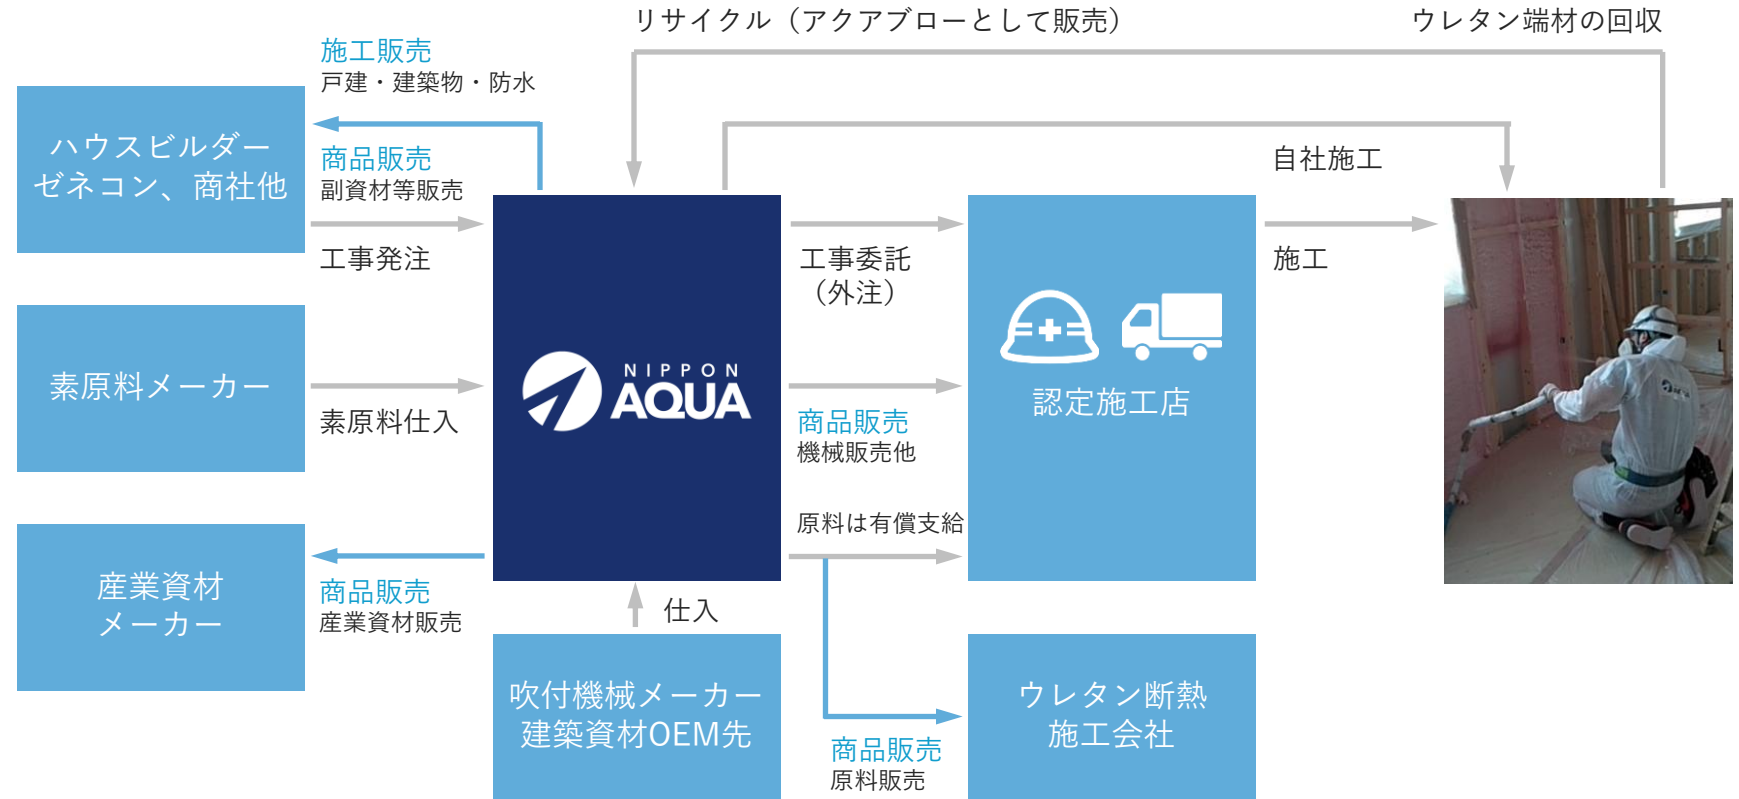 リサイクル（アクアブローとして販売）
ウレタン端材の回収
施工販売
戸建・建築物・防水
ハウスビルダー
ゼネコン、商社他
商品販売
副資材等販売
自社施工
工事発注
工事委託
（外注）
施工
素原料メーカー
素原料仕入
NIPPON
AQUA
商品販売
機械販売他
認定施工店
原料は有償支給
産業資材
メーカー
商品販売
産業資材販売
仕入
吹付機械メーカー
建築資材OEM先
商品販売
原料販売
ウレタン断熱
施工会社